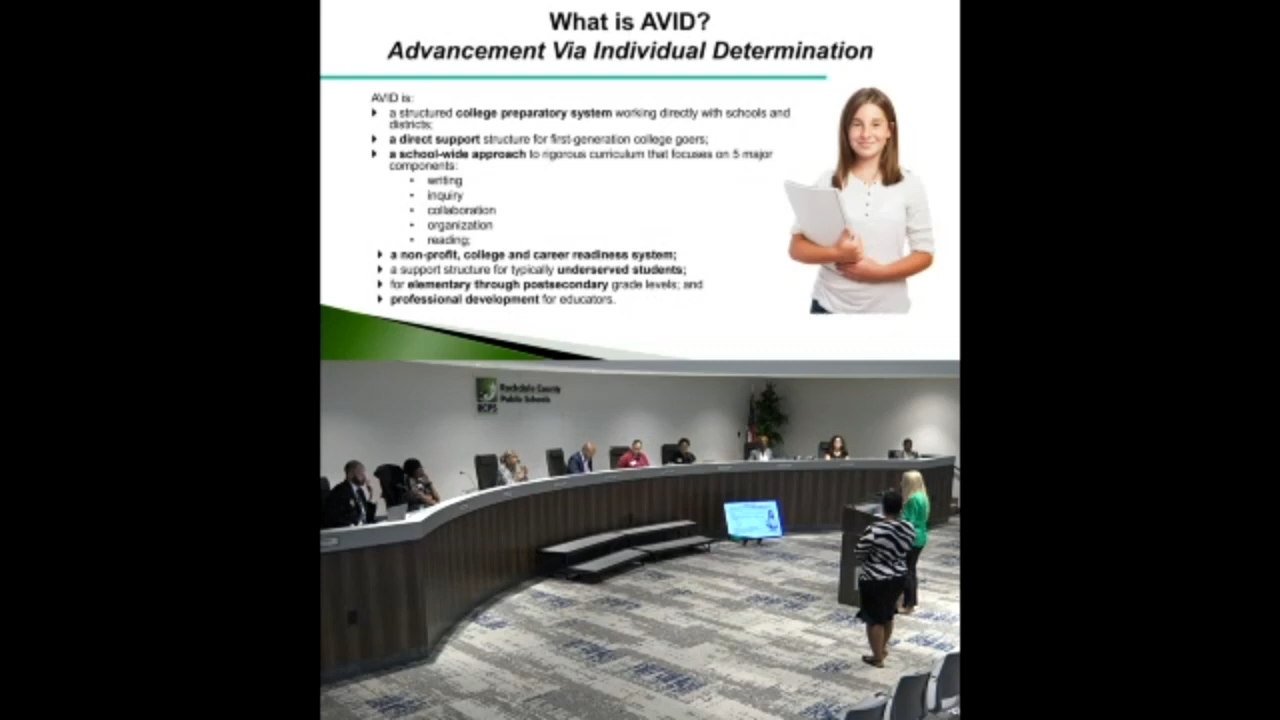 What is AVID?
Advancement Via Individual Determination
AVID is:
a structured college preparatory system working directly with schools and
districts;
a direct support structure for first-generation college goers;
a school-wide approach to rigorous curriculum that focuses on 5 major
components:
writing
inquiry
collaboration
organization
reading;
a non-profit, college and career readiness system;
a support structure for typically underserved students;
for elementary through postsecondary grade levels; and
professional development for educators.
Rockdale County
Public Schools
RCPS